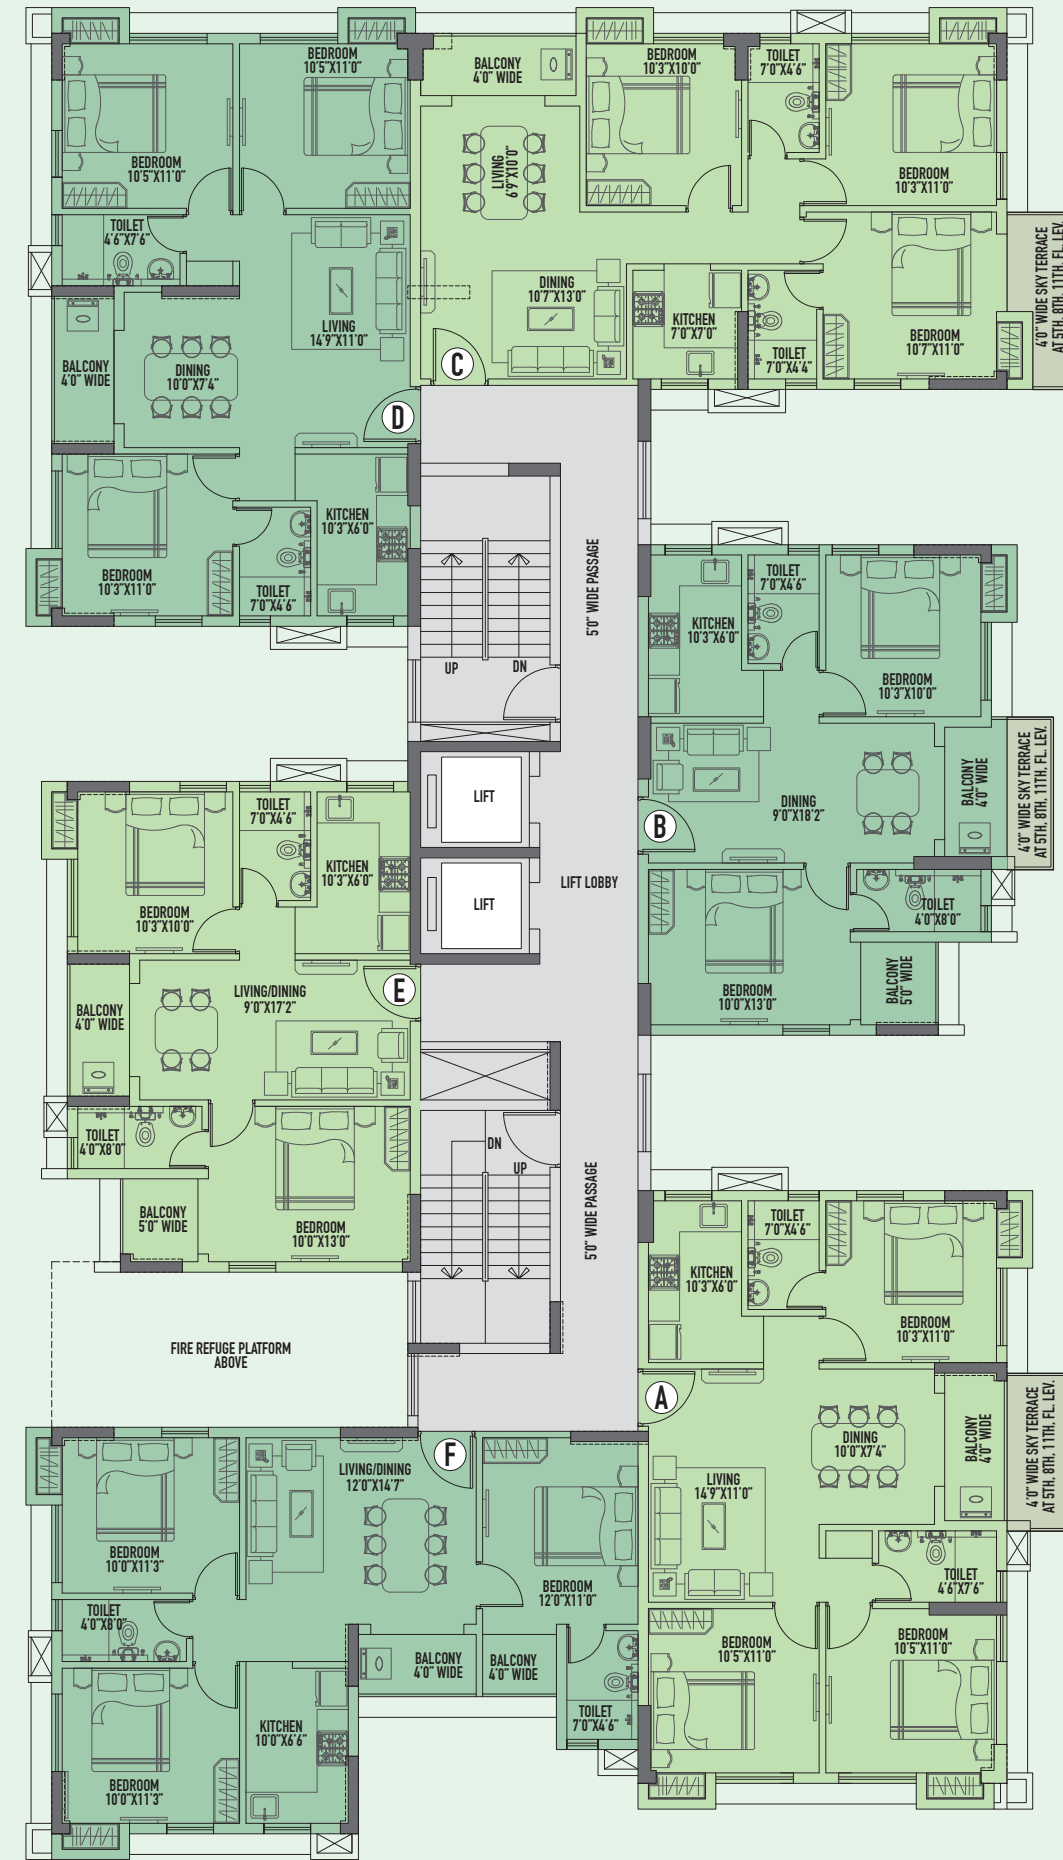 BEDROOM
10'5"X11'0"
BEDROOM
10'5"X11'0"
TOILET
4'6"X7'6"
LIVING
14'9"X11'0"
BALCONY
4'0" WIDE
DINING
10'0"X7'4"
D
BEDROOM
10'3"X11'0"
TOILET
7'0"X4'6"
KITCHEN
10'3"X6'0"
BALCONY
4'0" WIDE
LIVING
6'9"X10'0"
BEDROOM
10'3"X10'0"
TOILET
7'0"X4'6"
BEDROOM
10'3"X11'0"
DINING
10'7"X13'0"
C
KITCHEN
7'0"X7'0"
TOILET
7'0"X4'4"
BEDROOM
10'7"X11'0"
4'0" WIDE SKY TERRACE
AT 5TH, 8TH, 11TH. FL. LEV.
5'0" WIDE PASSAGE
UP
DN
LIFT
LIFT
LIFT LOBBY
KITCHEN
10'3"X6'0"
TOILET
7'0"X4'6"
BEDROOM
10'3"X10'0"
DINING
9'0"X18'2"
BALCONY
4'0" WIDE
4'0" WIDE SKY TERRACE
AT 5TH, 8TH, 11TH. FL. LEV.
B
BEDROOM
10'0"X13'0"
TOILET
4'0"X8'0"
BALCONY
5'0" WIDE
BEDROOM
10'3"X10'0"
TOILET
7'0"X4'6"
KITCHEN
10'3"X6'0"
BALCONY
4'0" WIDE
LIVING/DINING
9'0"X17'2"
E
TOILET
4'0"X8'0"
BALCONY
5'0" WIDE
BEDROOM
10'0"X13'0"
DN
UP
5'0" WIDE PASSAGE
FIRE REFUGE PLATFORM
ABOVE
KITCHEN
10'3"X6'0"
TOILET
7'0"X4'6"
BEDROOM
10'3"X11'0"
A
LIVING
14'9"X11'0"
DINING
10'0"X7'4"
BALCONY
4'0" WIDE
4'0" WIDE SKY TERRACE
AT 5TH, 8TH, 11TH. FL. LEV.
TOILET
4'6"X7'6"
BEDROOM
10'5"X11'0"
BEDROOM
10'5"X11'0"
BEDROOM
10'0"X11'3"
LIVING/DINING
12'0"X14'7"
F
BEDROOM
12'0"X11'0"
TOILET
4'0"X8'0"
BALCONY
4'0" WIDE
BALCONY
4'0" WIDE
TOILET
7'0"X4'6"
KITCHEN
10'0"X6'6"
BEDROOM
10'0"X11'3"